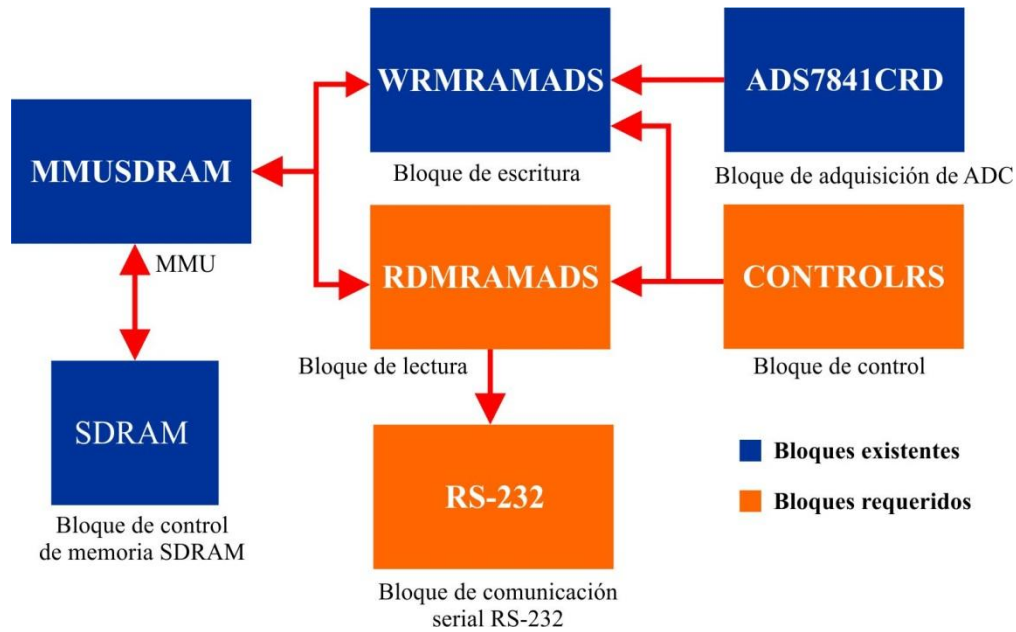 WRMRAMADS
Bloque de escritura
ADS7841CRD
Bloque de adquisición de ADC
MMUSDRAM
MMU
RDMRAMADS
Bloque de lectura
CONTROLRS
Bloque de control
SDRAM
Bloque de control
de memoria SDRAM
RS-232
Bloque de comunicación
serial RS-232
Bloques existentes
Bloques requeridos